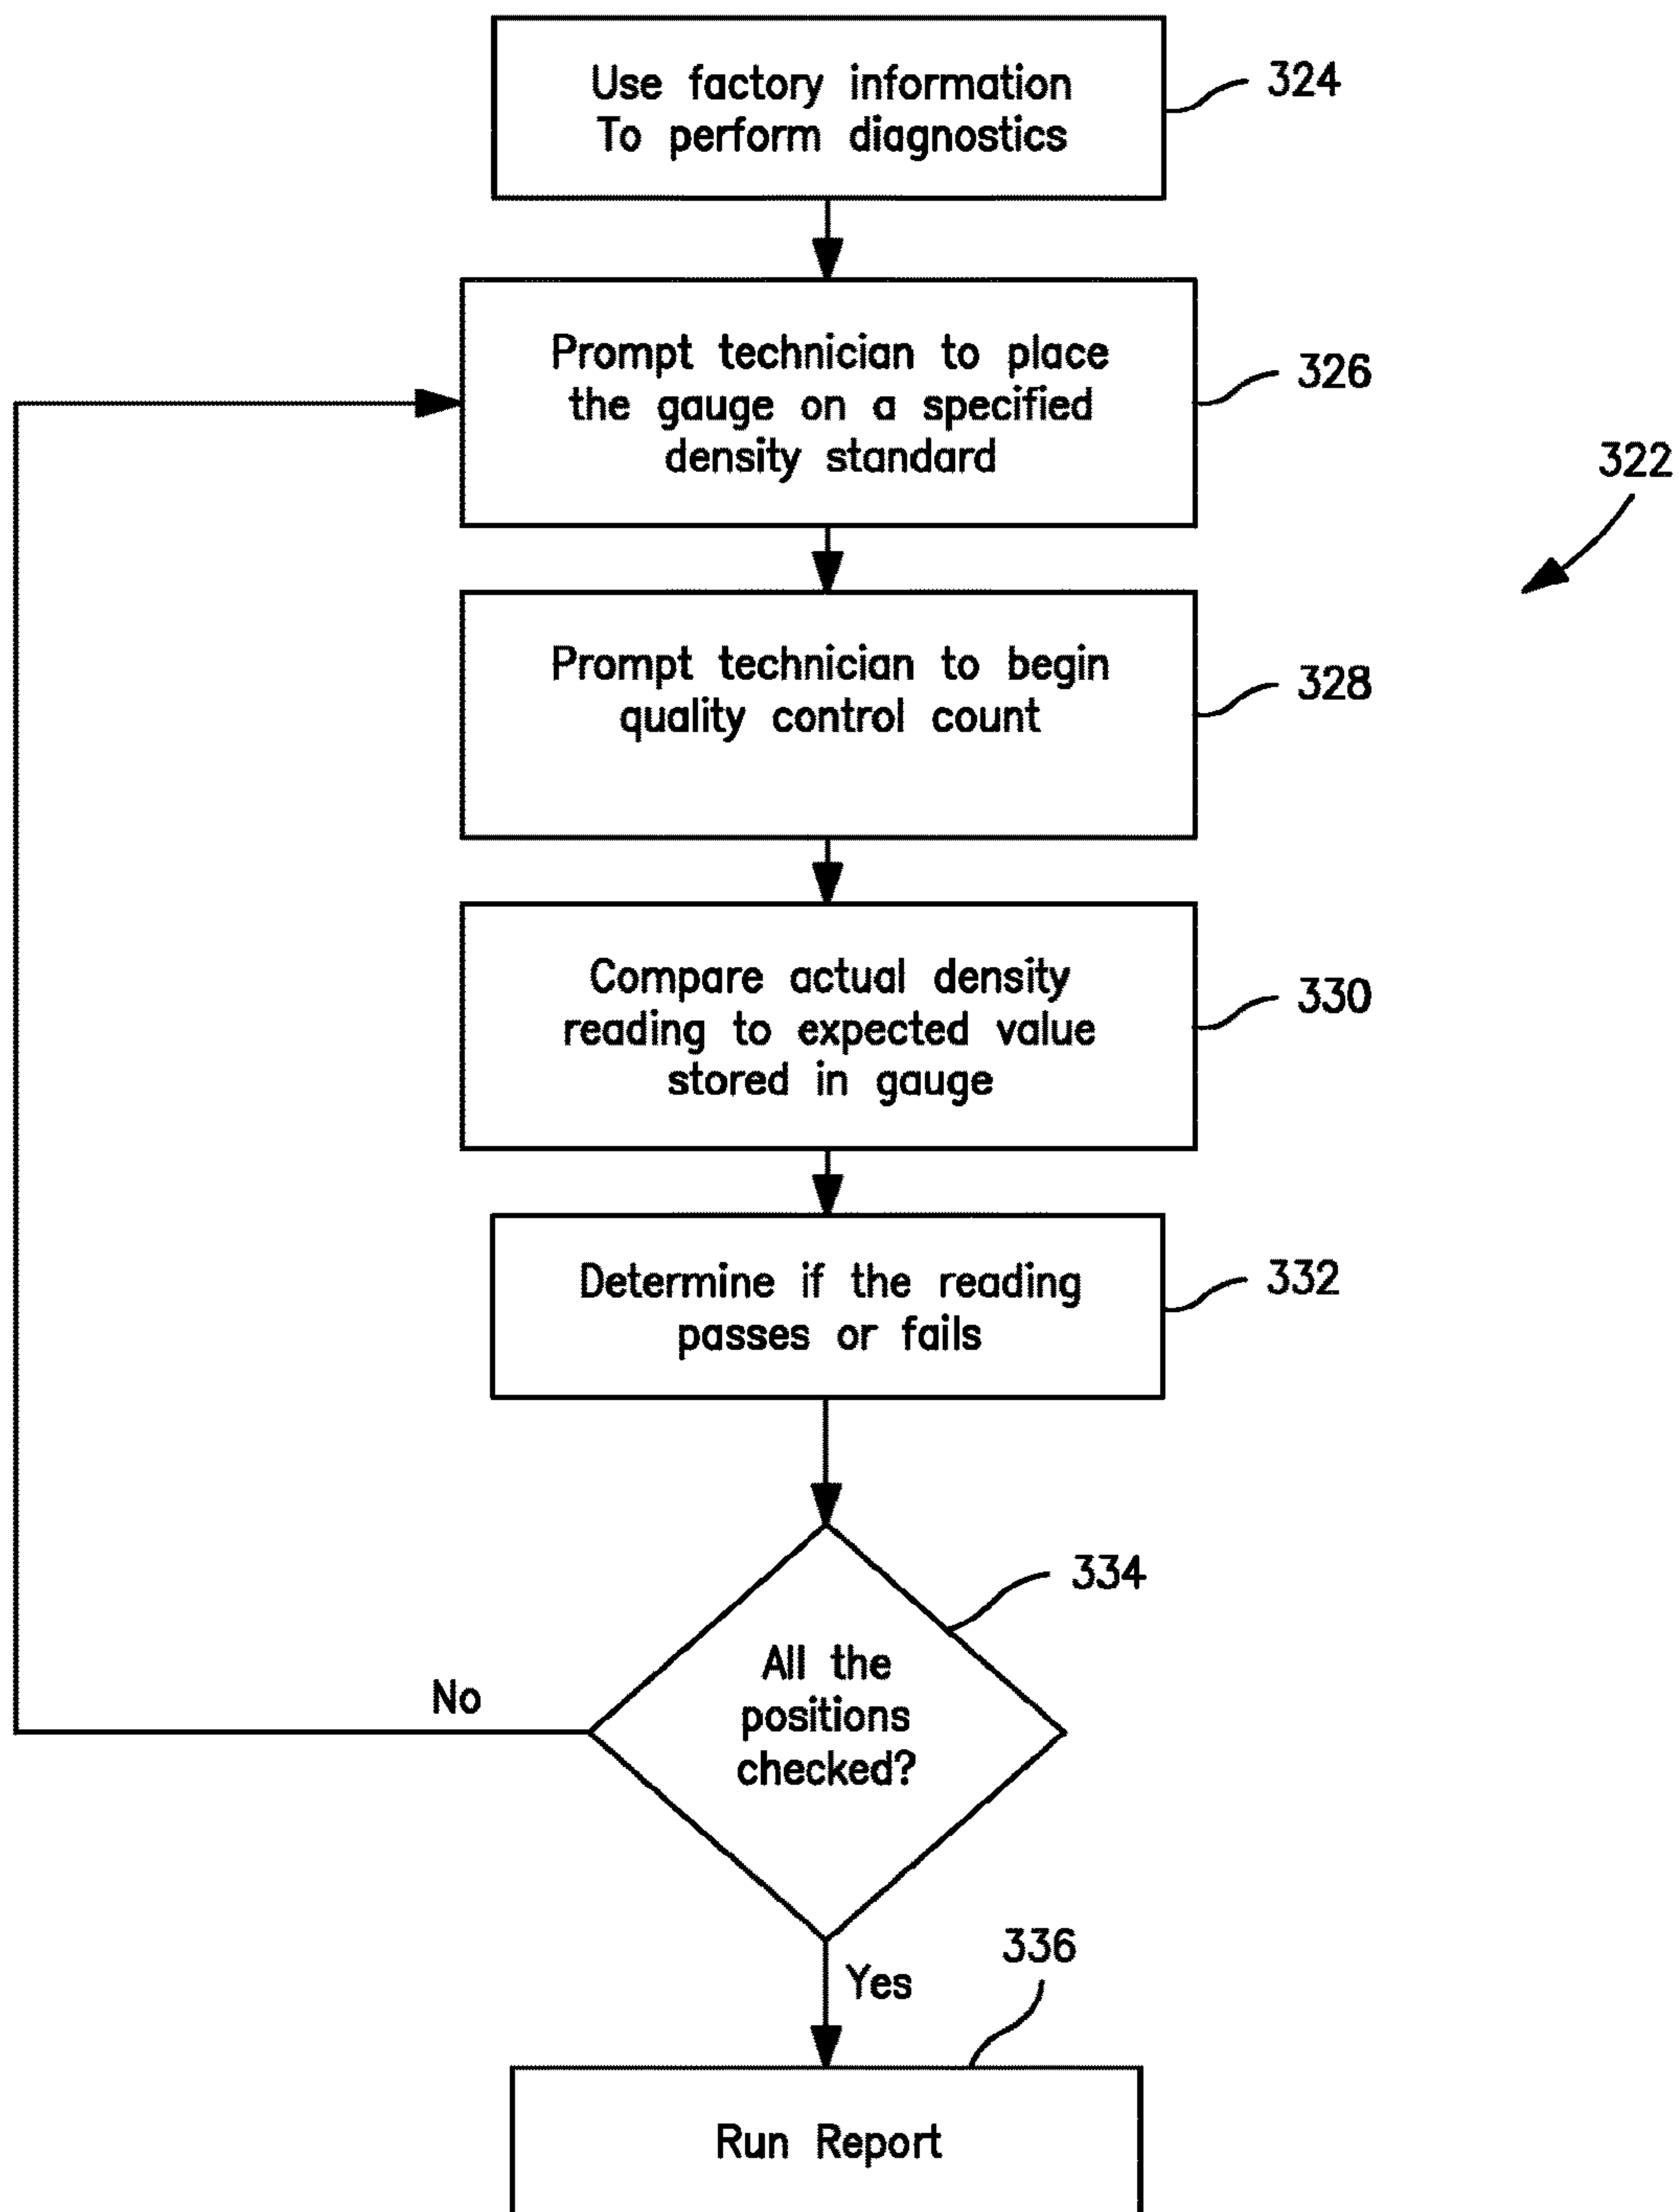 Use factory information
To perform diagnostics
324
Prompt technician to place
the gauge on a specified
density standard
326
322
Prompt technician to begin
quality control count
328
Compare actual density
reading to expected value
stored in gauge
330
Determine if the reading
passes or fails
332
334
All the
positions
checked?
No
Yes
336
Run Report